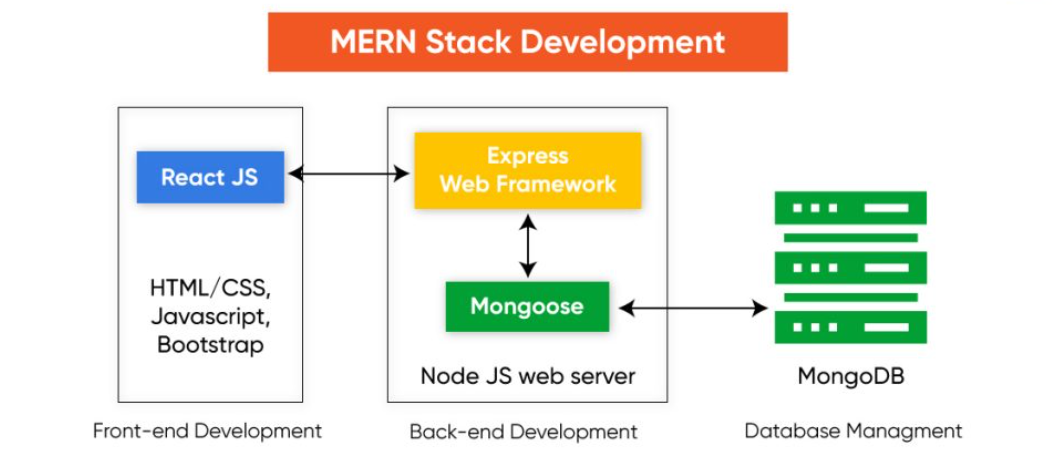 MERN Stack Development
React JS
HTML/CSS,
Javascript,
Bootstrap
Front-end Development
Express
Web Framework
Mongoose
Node JS web server
Back-end Development
MongoDB
Database Managment